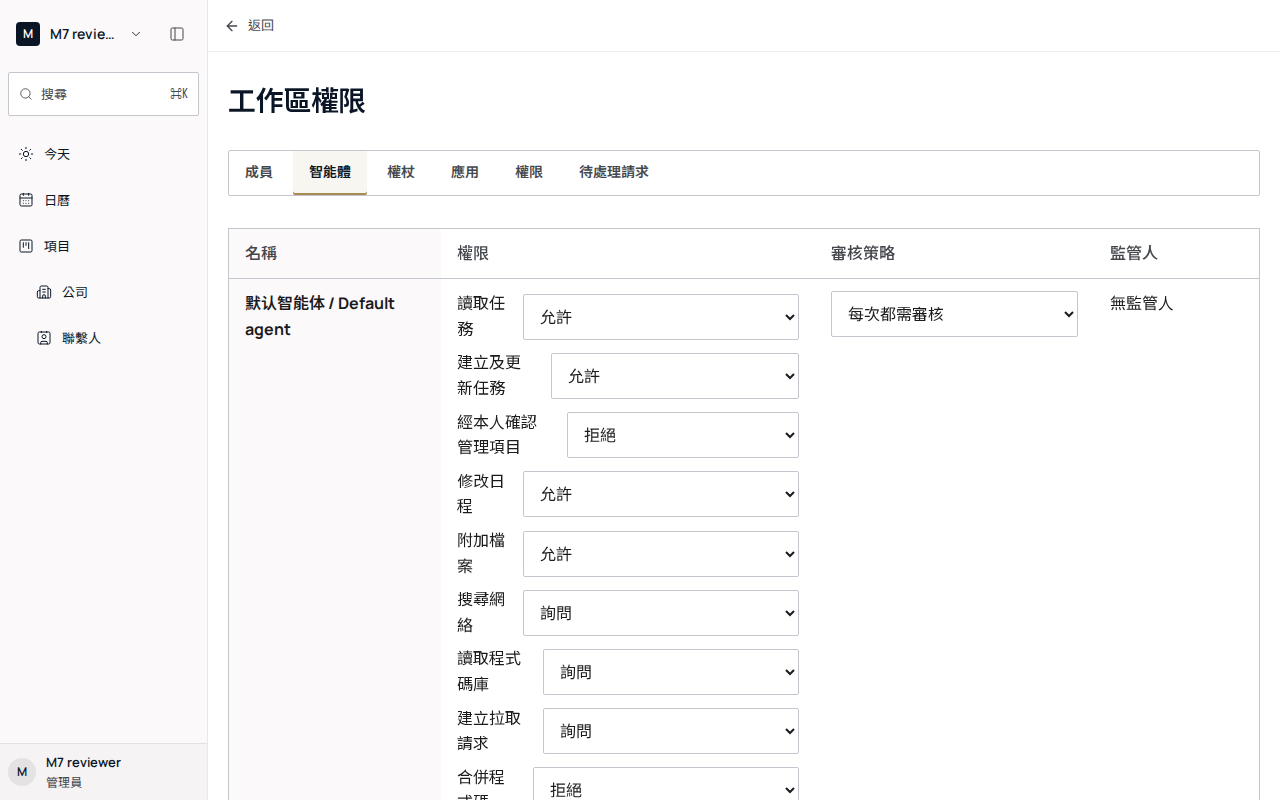 M
M7 revie...
返回
搜尋
⌘K
今天
日曆
項目
公司
聯繫人
M
M7 reviewer
管理員
工作區權限
成員
智能體
權杖
應用
權限
待處理請求
名稱
權限
審核策略
監管人
默认智能体 / Default
agent
讀取任
務
允許
建立及更
新任務
允許
經本人確認
管理項目
拒絕
修改日
程
允許
附加檔
案
允許
搜尋網
絡
詢問
讀取程式
碼庫
詢問
建立拉取
請求
詢問
合併程
式碼
拒絕
每次都需審核
無監管人